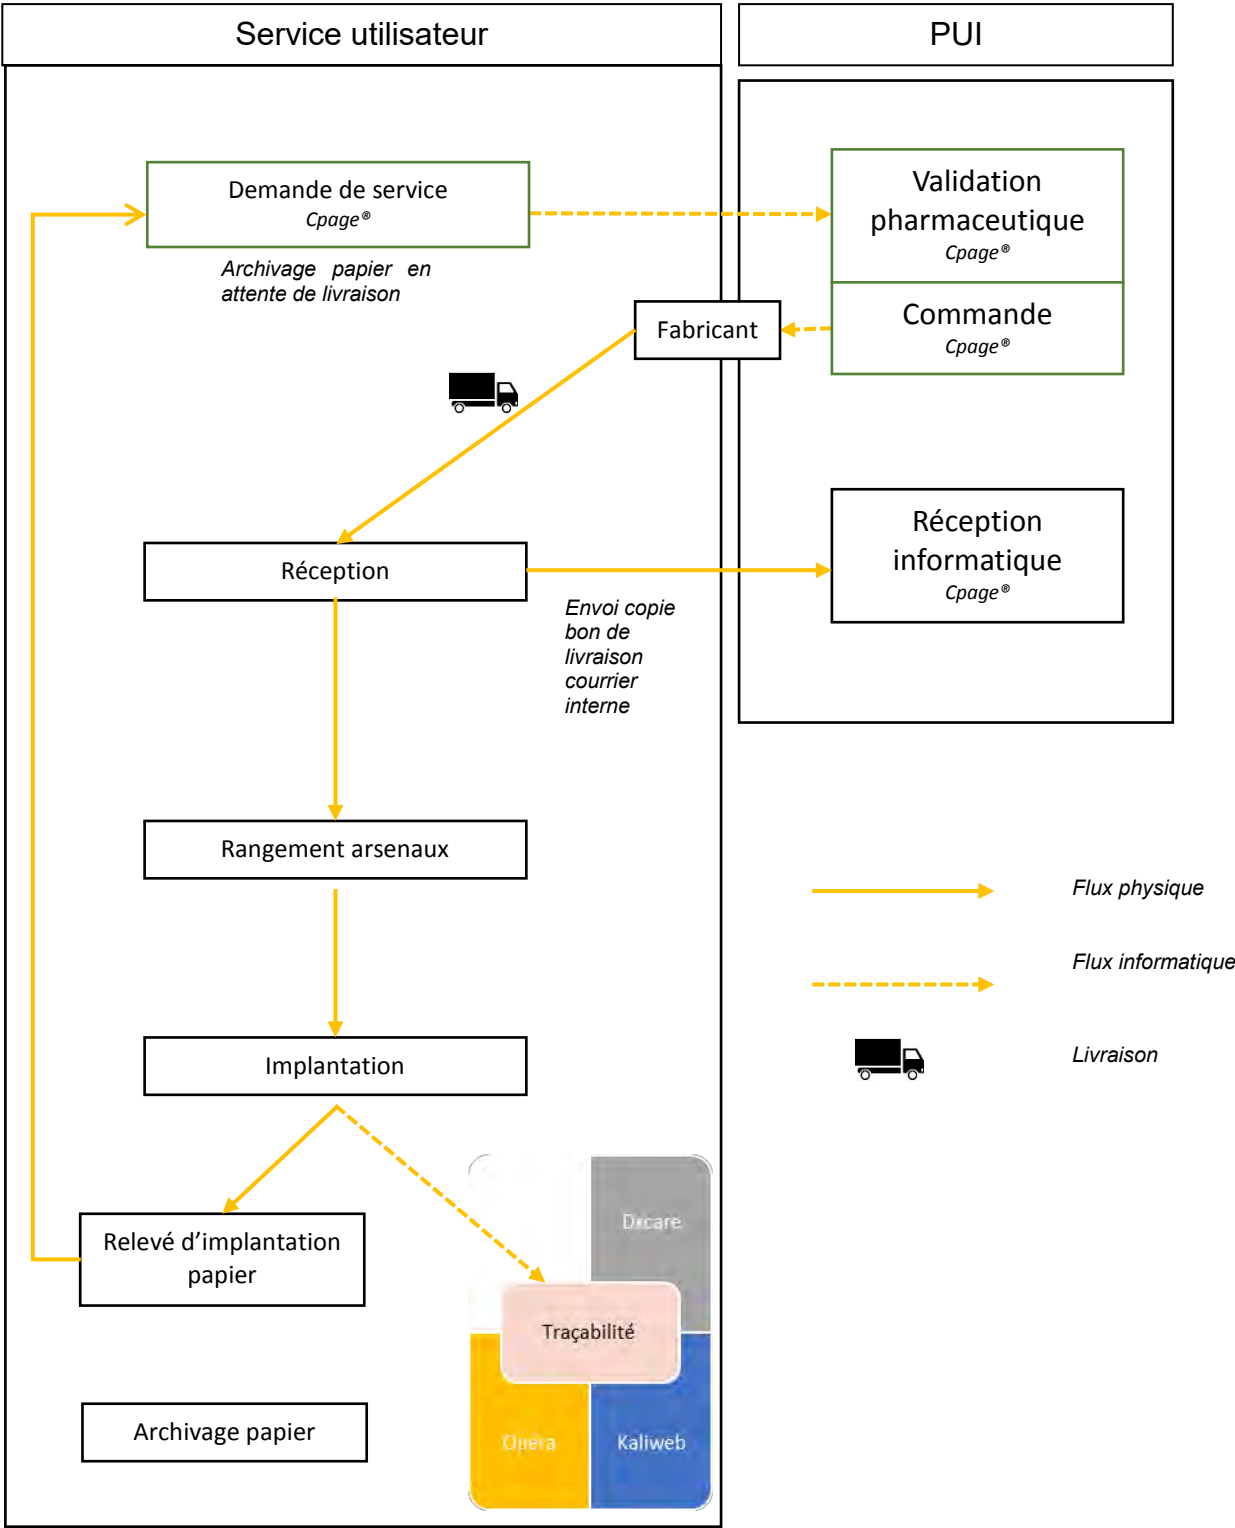 Service utilisateur
PUI
Demande de service
Cpage®
Archivage papier en
attente de livraison
Validation
pharmaceutique
Cpage®
Commande
Cpage®
Fabricant
Réception
Envoi copie
bon de
livraison
courrier
interne
Réception
informatique
Cpage®
Rangement arsenaux
Flux physique
Flux informatique
Livraison
Implantation
Relevé d’implantation
papier
Dxcare
Traçabilité
Opéra
Kaliweb
Archivage papier